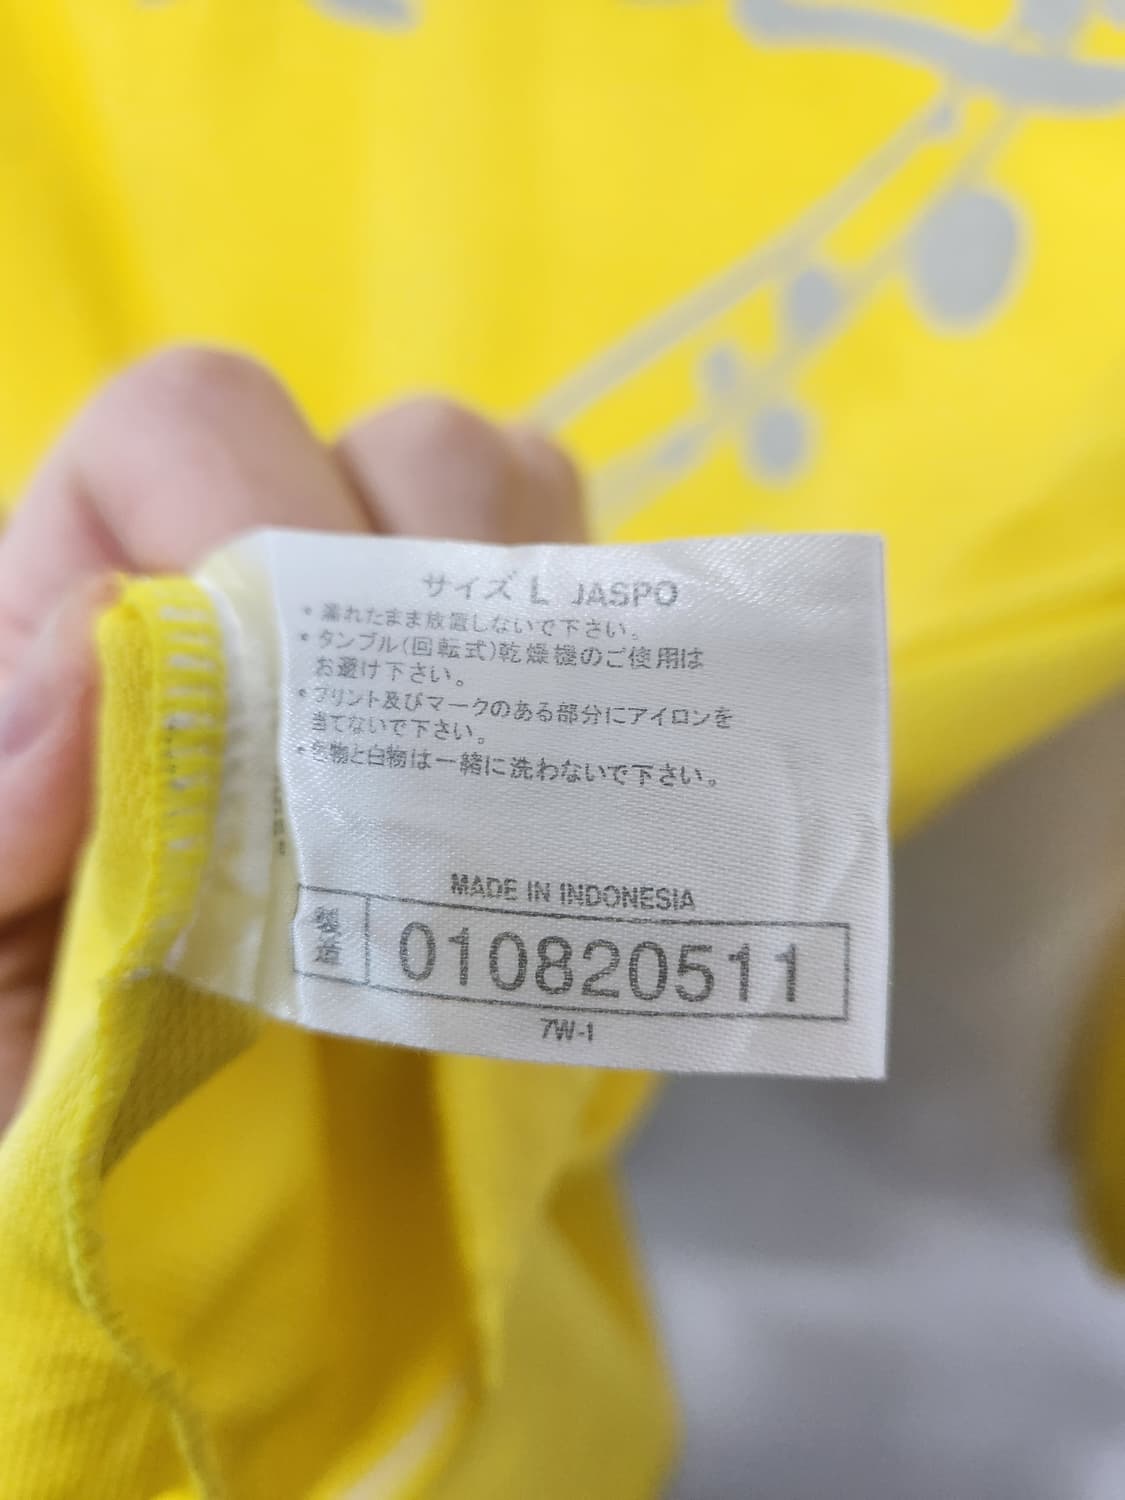 サイズ L JASPO
・濡れたまま放置しないで下さい。
・タンブル(回転式)乾燥機のご使用は
お避け下さい。
・プリント及びマークのある部分にアイロンを
当てないで下さい。
・色物と白物は一緒に洗わないで下さい。
MADE IN INDONESIA
製造 010820511
7W-1